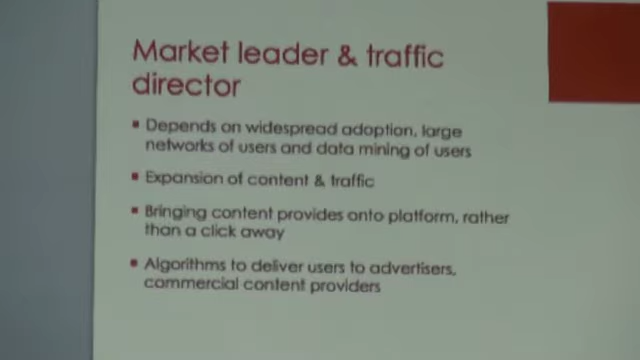 Market leader & traffic
director
Depends on widespread adoption, large
networks of users and data mining of users
Expansion of content & traffic
Bringing content provides onto platform, rather
than a click away
Algorithms to deliver users to advertisers,
commercial content providers